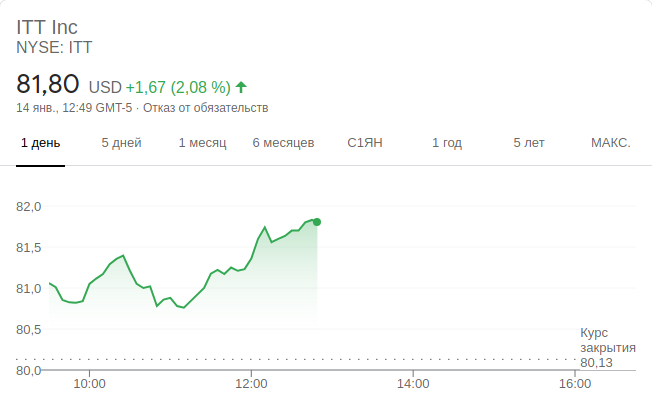 ITT Inc
NYSE: ITT
81,80 USD +1,67 (2,08 %)
14 янв., 12:49 GMT-5 · Отказ от обязательств
1 день 5 дней 1 месяц 6 месяцев С1ЯН 1 год 5 лет МАКС.
82,0
81,5
81,0
80,5
Курс
закрытия
80,13
80,0
10:00 12:00 14:00 16:00